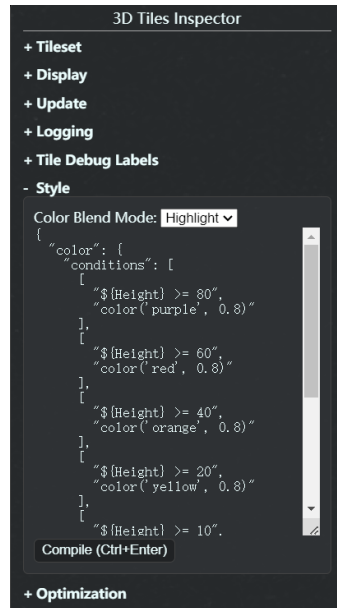 3D Tiles Inspector
+ Tileset
+ Display
+ Update
+ Logging
+ Tile Debug Labels
- Style
Color Blend Mode: Highlight
{
"color": {
"conditions": [
[
"${Height} >= 80",
"color('purple', 0.8)"
],
[
"${Height} >= 60",
"color('red', 0.8)"
],
[
"${Height} >= 40",
"color('orange', 0.8)"
],
[
"${Height} >= 20",
"color('yellow', 0.8)"
],
[
"${Height} >= 10",
Compile (Ctrl+Enter)
+ Optimization